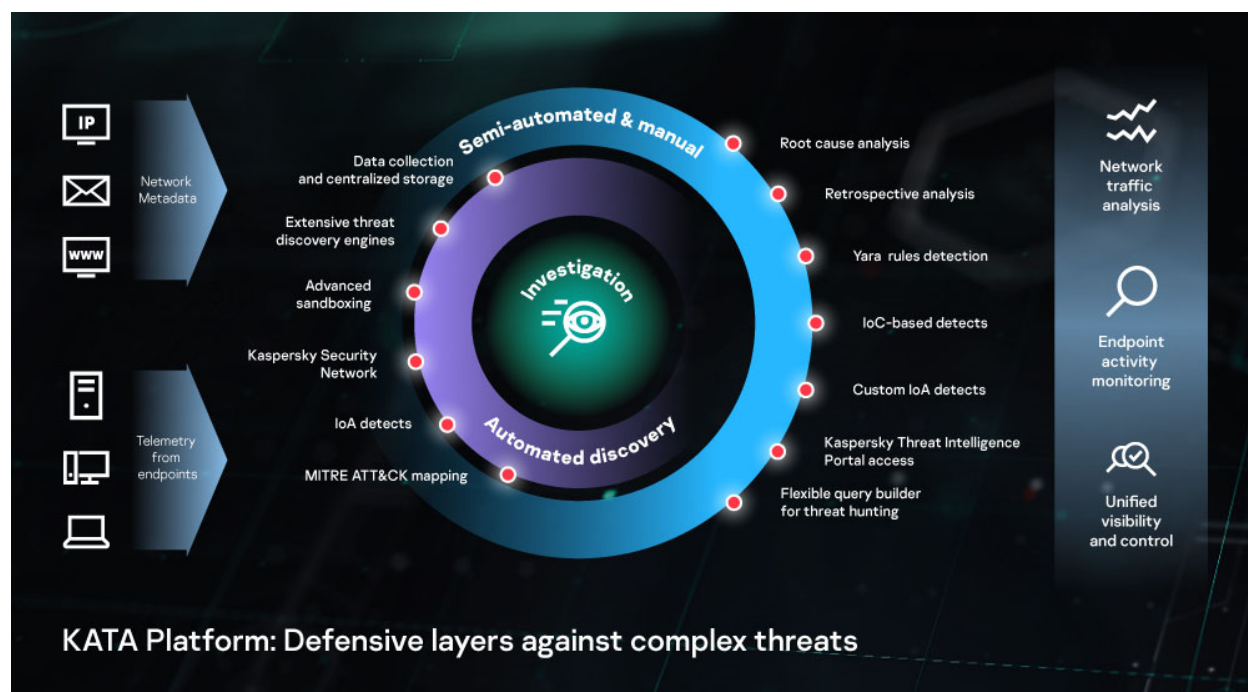 IP
www
Network
Metadata
Telemetry
from
endpoints
Semi-automated & manual
Data collection
and centralized storage
Extensive threat
discovery engines
Advanced
sandboxing
Kaspersky Security
Network
IoA detects
MITRE ATT&CK mapping
Investigation
Automated discovery
Root cause analysis
Retrospective analysis
Yara rules detection
IoC-based detects
Custom IoA detects
Kaspersky Threat Intelligence
Portal access
Flexible query builder
for threat hunting
Network
traffic
analysis
Endpoint
activity
monitoring
Unified
visibility
and control
KATA Platform: Defensive layers against complex threats